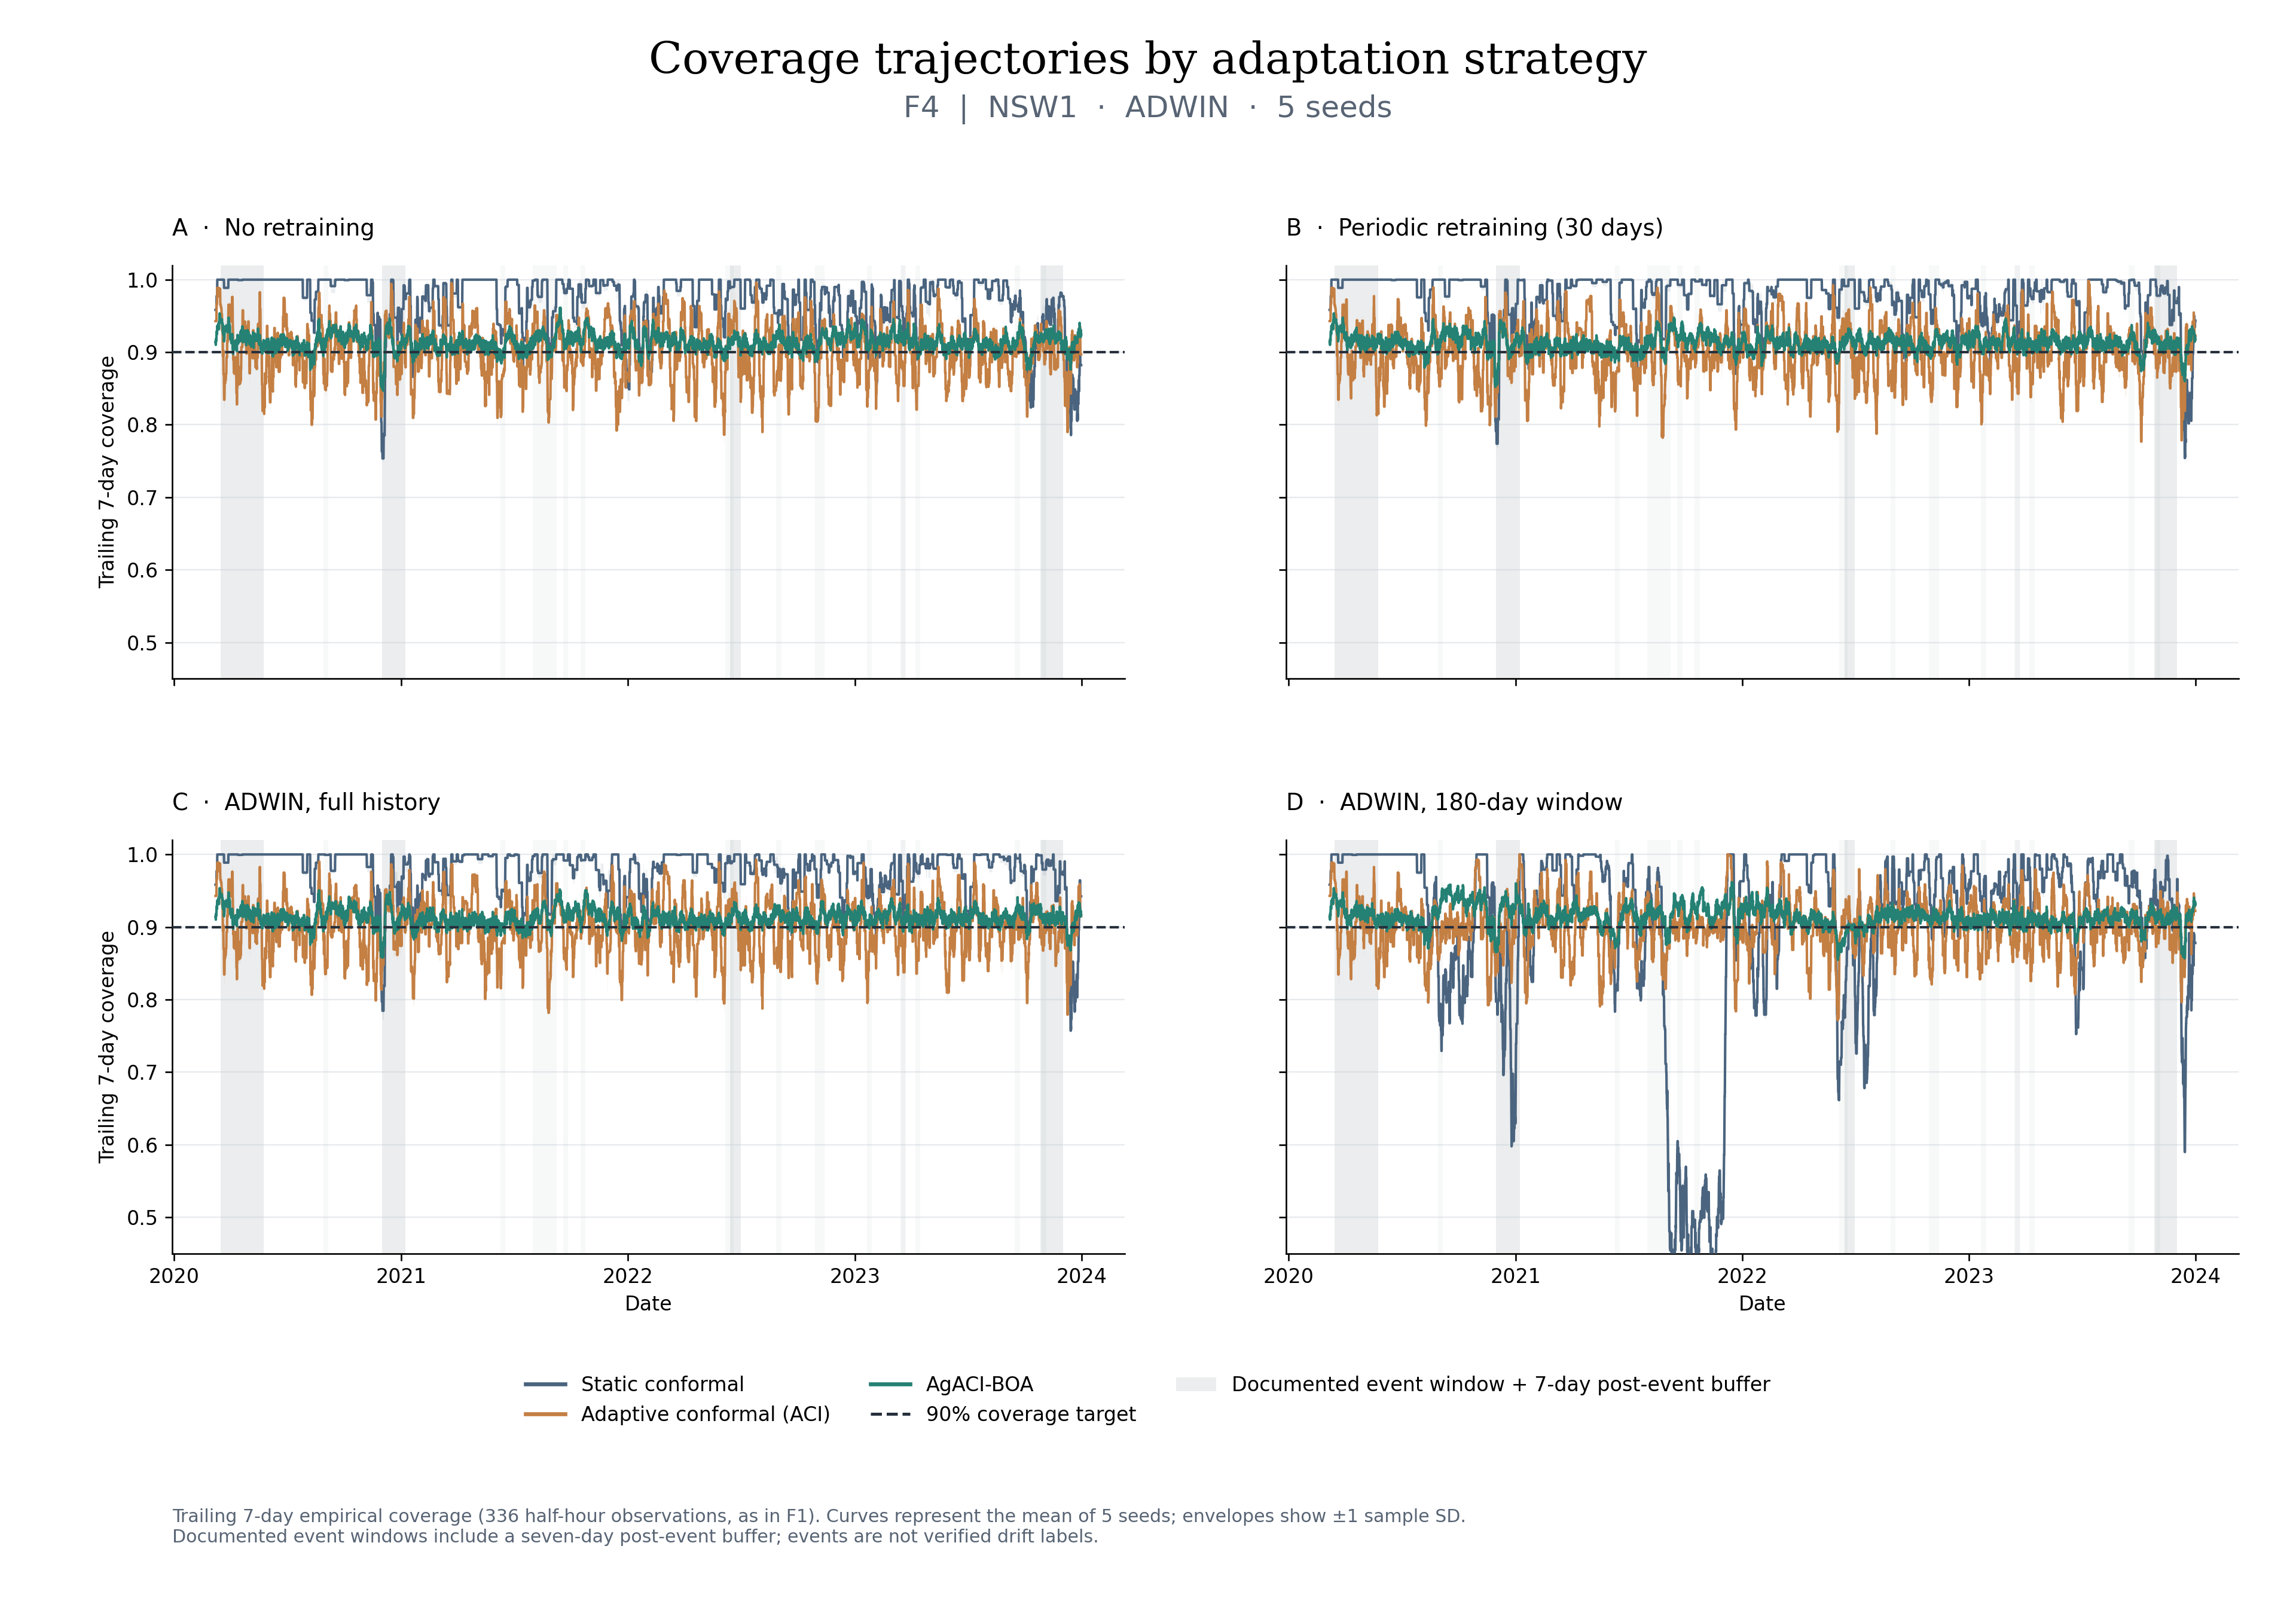 Coverage trajectories by adaptation strategy
F4 | NSW1 · ADWIN · 5 seeds
A · No retraining
B · Periodic retraining (30 days)
1.0
0.9
0.8
0.7
0.6
0.5
Trailing 7-day coverage
C · ADWIN, full history
D · ADWIN, 180-day window
1.0
0.9
0.8
0.7
0.6
0.5
Trailing 7-day coverage
2020 2021 2022 2023 2024
Date
2020 2021 2022 2023 2024
Date
Static conformal
Adaptive conformal (ACI)
AgACI-BOA
90% coverage target
Documented event window + 7-day post-event buffer
Trailing 7-day empirical coverage (336 half-hour observations, as in F1). Curves represent the mean of 5 seeds; envelopes show ±1 sample SD.
Documented event windows include a seven-day post-event buffer; events are not verified drift labels.